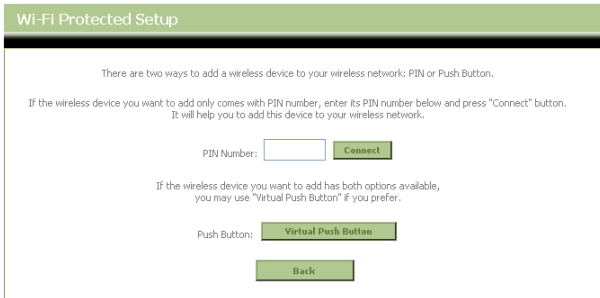 Wi-Fi Protected Setup
There are two ways to add a wireless device to your wireless network: PIN or Push Button.
If the wireless device you want to add only comes with PIN number, enter its PIN number below and press "Connect" button.
It will help you to add this device to your wireless network.
PIN Number: Connect
If the wireless device you want to add has both options available,
you may use "Virtual Push Button" if you prefer.
Push Button: Virtual Push Button
Back